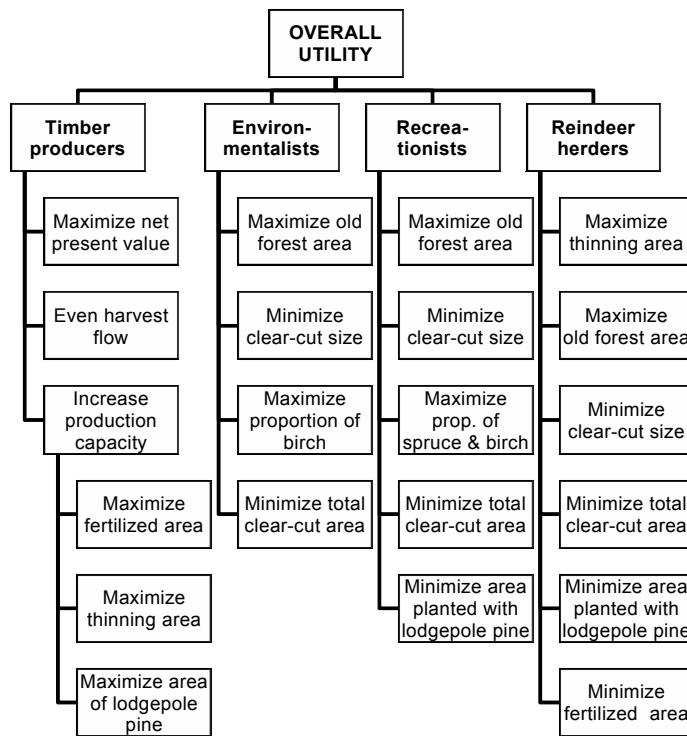 OVERALL
UTILITY
Timber
producers
Environ-
mentalists
Recrea-
tionists
Reindeer
herders
Maximize net
present value
Even harvest
flow
Increase
production
capacity
Maximize
fertilized area
Maximize
thinning area
Maximize area
of lodgepole
pine
Maximize old
forest area
Minimize
clear-cut size
Maximize
proportion of
birch
Minimize total
clear-cut area
Maximize old
forest area
Minimize
clear-cut size
Maximize
prop. of
spruce & birch
Minimize total
clear-cut area
Minimize area
planted with
lodgepole pine
Maximize
thinning area
Maximize
old forest area
Minimize
clear-cut size
Minimize total
clear-cut area
Minimize area
planted with
lodgepole pine
Minimize
fertilized area